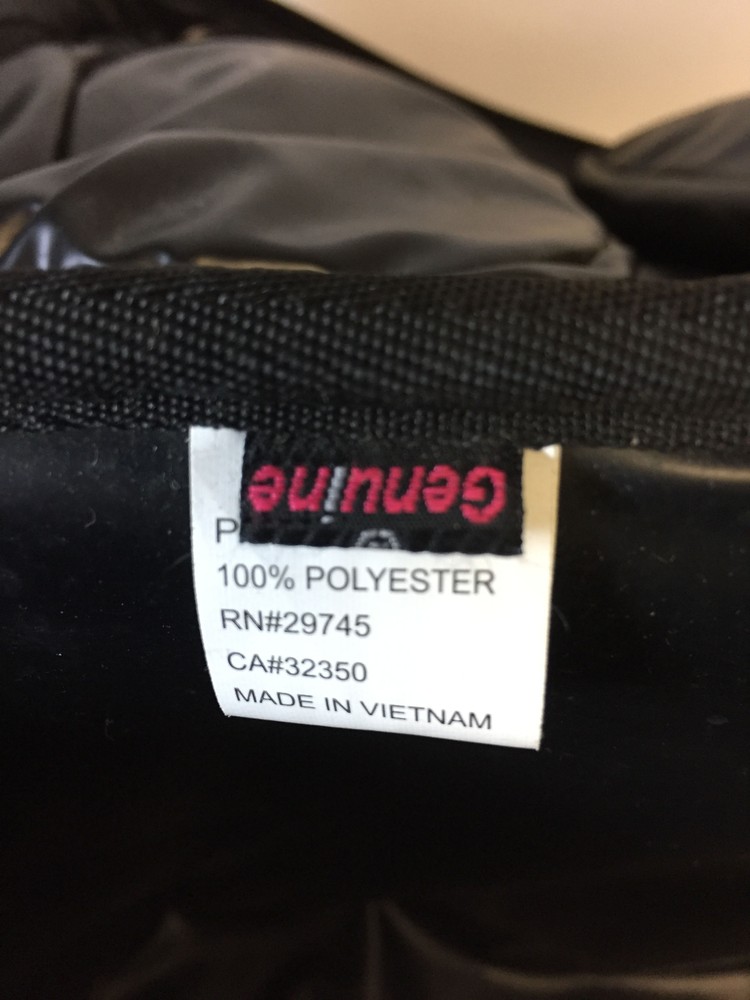 Genuine
P
100% POLYESTER
RN#29745
CA#32350
MADE IN VIETNAM